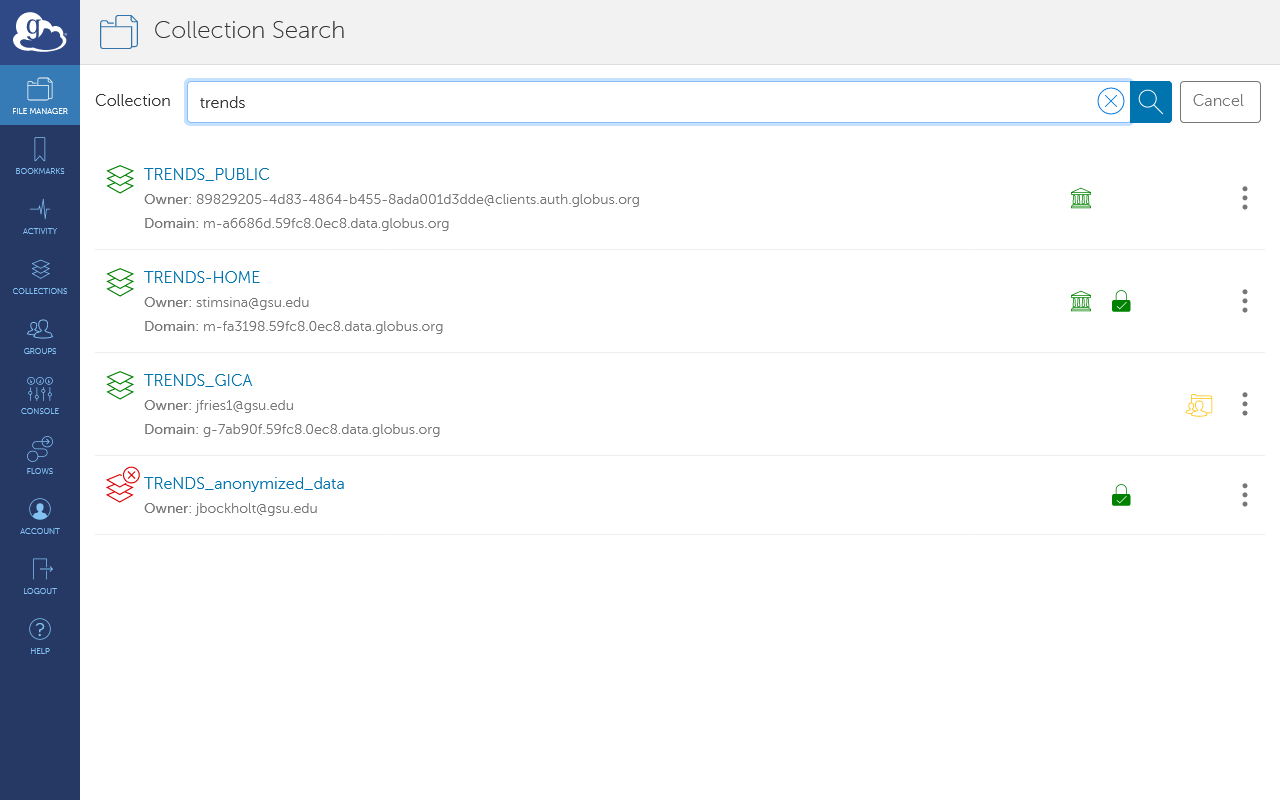 g
Collection Search
FILE MANAGER
BOOKMARKS
ACTIVITY
COLLECTIONS
GROUPS
CONSOLE
FLOWS
ACCOUNT
LOGOUT
HELP
Collection
trends
Cancel
TRENDS_PUBLIC
Owner: 89829205-4d83-4864-b455-8ada001d3dde@clients.auth.globus.org
Domain: m-a6686d.59fc8.0ec8.data.globus.org
TRENDS-HOME
Owner: stimsina@gsu.edu
Domain: m-fa3198.59fc8.0ec8.data.globus.org
TRENDS_GICA
Owner: jfries1@gsu.edu
Domain: g-7ab90f.59fc8.0ec8.data.globus.org
TReNDS_anonymized_data
Owner: jbockholt@gsu.edu